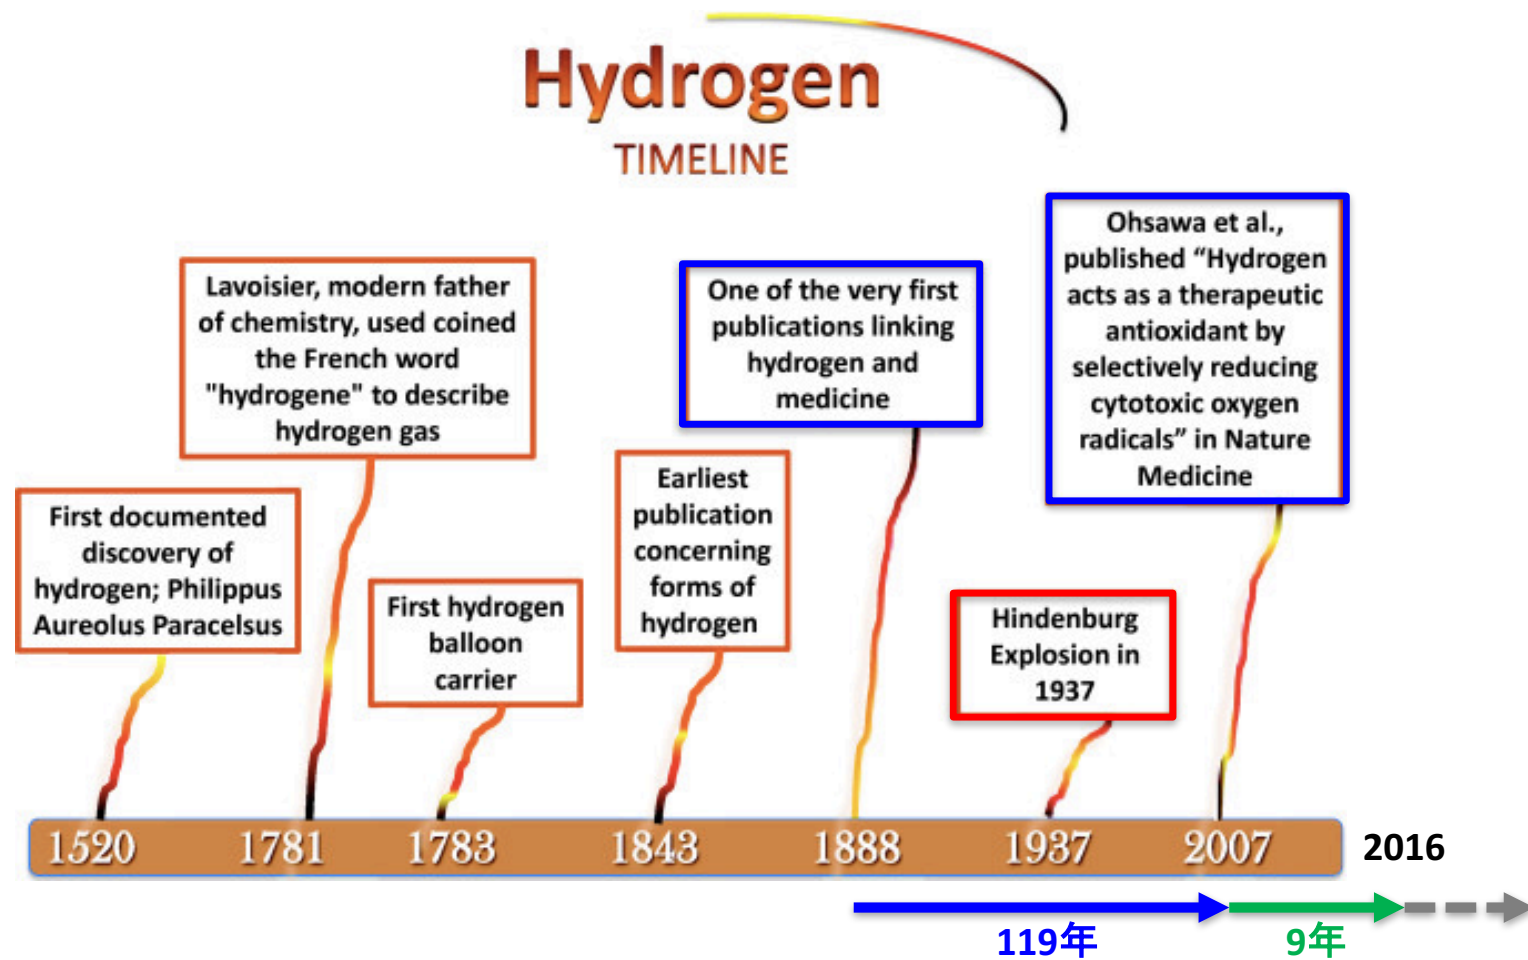 Hydrogen
TIMELINE
First documented
discovery of
hydrogen; Philippus
Aureolus Paracelsus
Lavoisier, modern father
of chemistry, used coined
the French word
"hydrogene" to describe
hydrogen gas
First hydrogen
balloon
carrier
Earliest
publication
concerning
forms of
hydrogen
One of the very first
publications linking
hydrogen and
medicine
Hindenburg
Explosion in
1937
Ohsawa et al.,
published “Hydrogen
acts as a therapeutic
antioxidant by
selectively reducing
cytotoxic oxygen
radicals” in Nature
Medicine
1520 1781 1783 1843 1888 1937 2007 2016
119年 9年